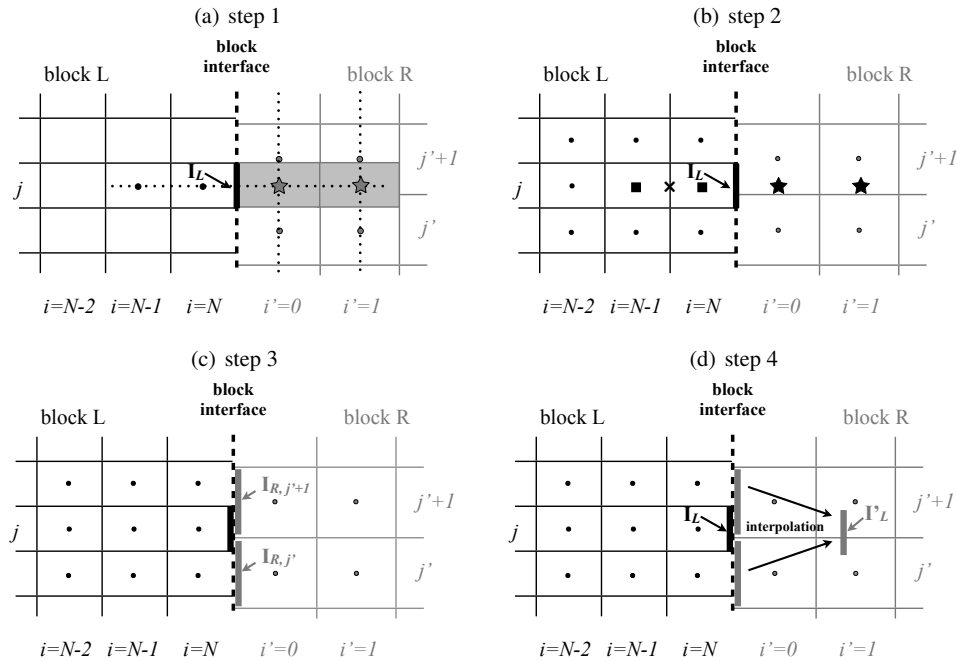 (a) step 1
block interface
block L
block R
I_L
j
j'+1
j'
i=N-2 i=N-1 i=N i'=0 i'=1
(b) step 2
block interface
block L
block R
I_L
j
j'+1
j'
i=N-2 i=N-1 i=N i'=0 i'=1
(c) step 3
block interface
block L
block R
I_{R, j'+1}
j'+1
j
I_{R, j'}
j'
i=N-2 i=N-1 i=N i'=0 i'=1
(d) step 4
block interface
block L
block R
j'+1
I_L
I'_L
j
interpolation
j'
i=N-2 i=N-1 i=N i'=0 i'=1